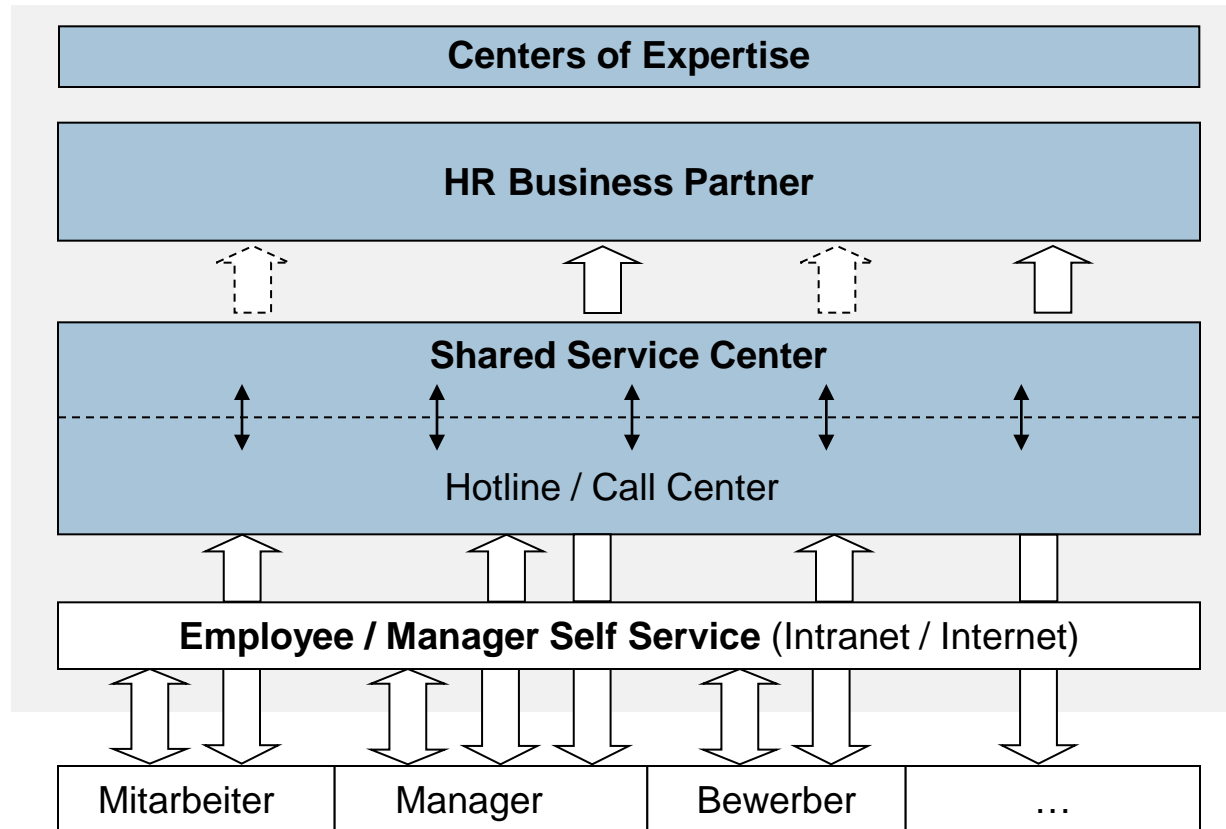 Centers of Expertise
HR Business Partner
Shared Service Center
Hotline / Call Center
Employee / Manager Self Service (Intranet / Internet)
Mitarbeiter
Manager
Bewerber
…